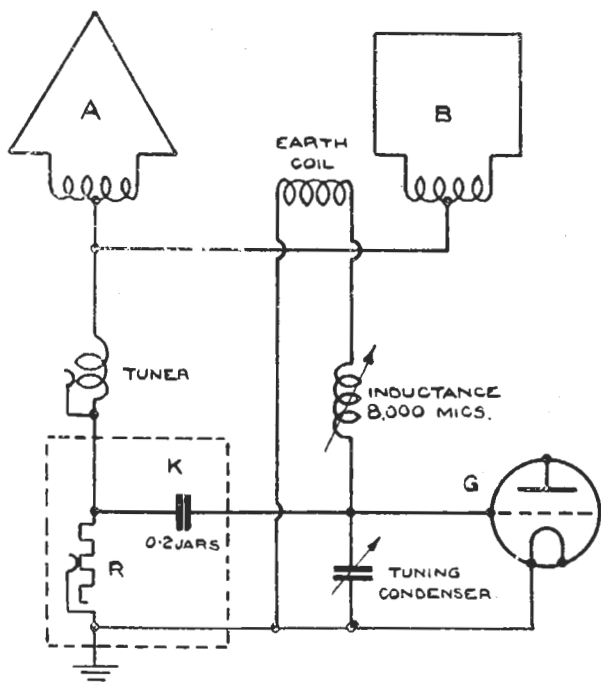 A
B
EARTH
COIL
TUNER
INDUCTANCE
8,000 MICS.
K
G
0.2 JARS
R
TUNING
CONDENSER